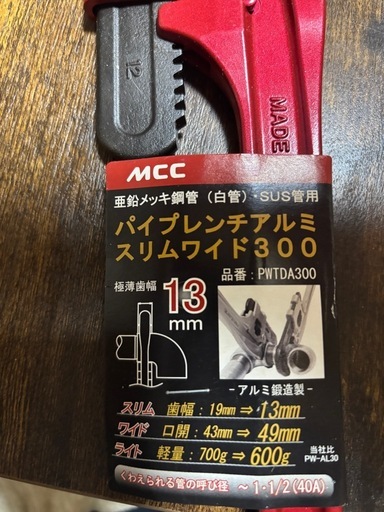 12
MADE
MCC
亜鉛メッキ鋼管(白管)・SUS管用
パイプレンチアルミ
スリムワイド300
品番:PWTDA300
極薄歯幅
13
mm
-アルミ鍛造製-
スリム 歯幅:19mm⇒13mm
ワイド 口開:43mm⇒49mm
ライト 軽量:700g⇒600g
当社比
PW-AL30
くわえられる管の呼び径 ~1・1/2(40A)